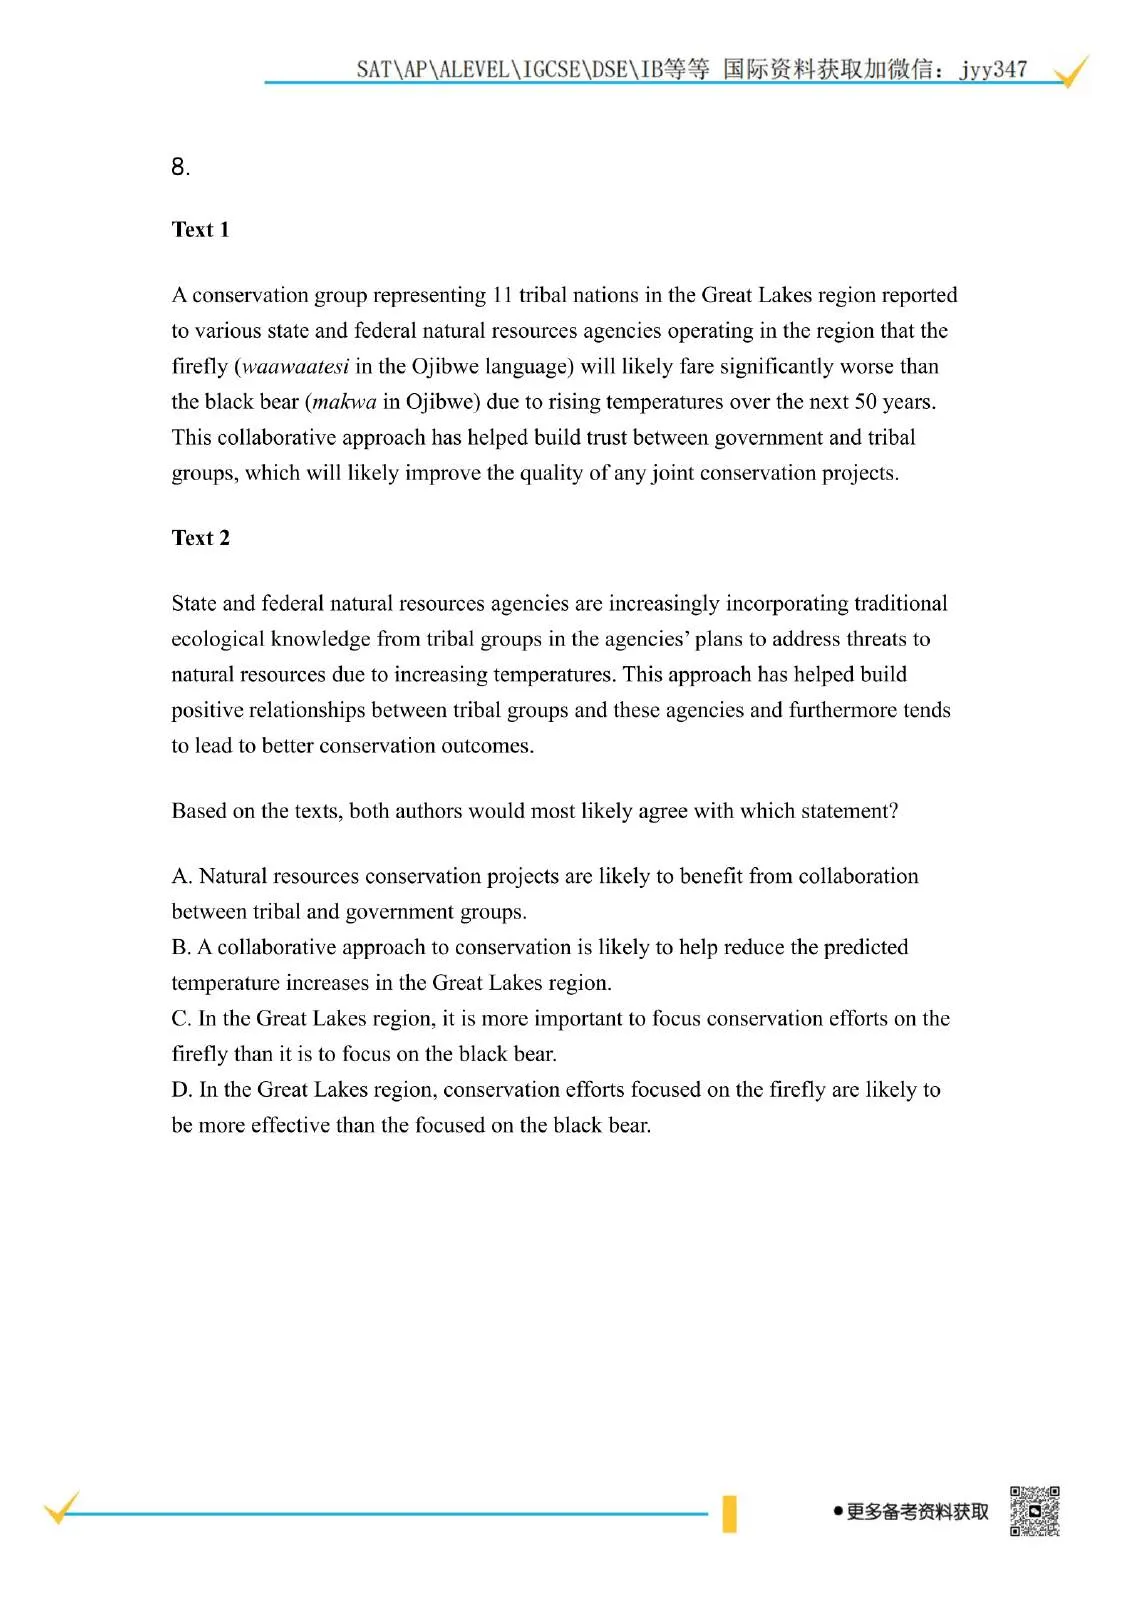 SAT\AP\ALEVEL\IGCSE\DSE\IB等等 国际资料获取加微信：jyy347
8.
Text 1
A conservation group representing 11 tribal nations in the Great Lakes region reported
to various state and federal natural resources agencies operating in the region that the
firefly (waawaatesi in the Ojibwe language) will likely fare significantly worse than
the black bear (makwa in Ojibwe) due to rising temperatures over the next 50 years.
This collaborative approach has helped build trust between government and tribal
groups, which will likely improve the quality of any joint conservation projects.
Text 2
State and federal natural resources agencies are increasingly incorporating traditional
ecological knowledge from tribal groups in the agencies’ plans to address threats to
natural resources due to increasing temperatures. This approach has helped build
positive relationships between tribal groups and these agencies and furthermore tends
to lead to better conservation outcomes.
Based on the texts, both authors would most likely agree with which statement?
A. Natural resources conservation projects are likely to benefit from collaboration
between tribal and government groups.
B. A collaborative approach to conservation is likely to help reduce the predicted
temperature increases in the Great Lakes region.
C. In the Great Lakes region, it is more important to focus conservation efforts on the
firefly than it is to focus on the black bear.
D. In the Great Lakes region, conservation efforts focused on the firefly are likely to
be more effective than the focused on the black bear.
●更多备考资料获取